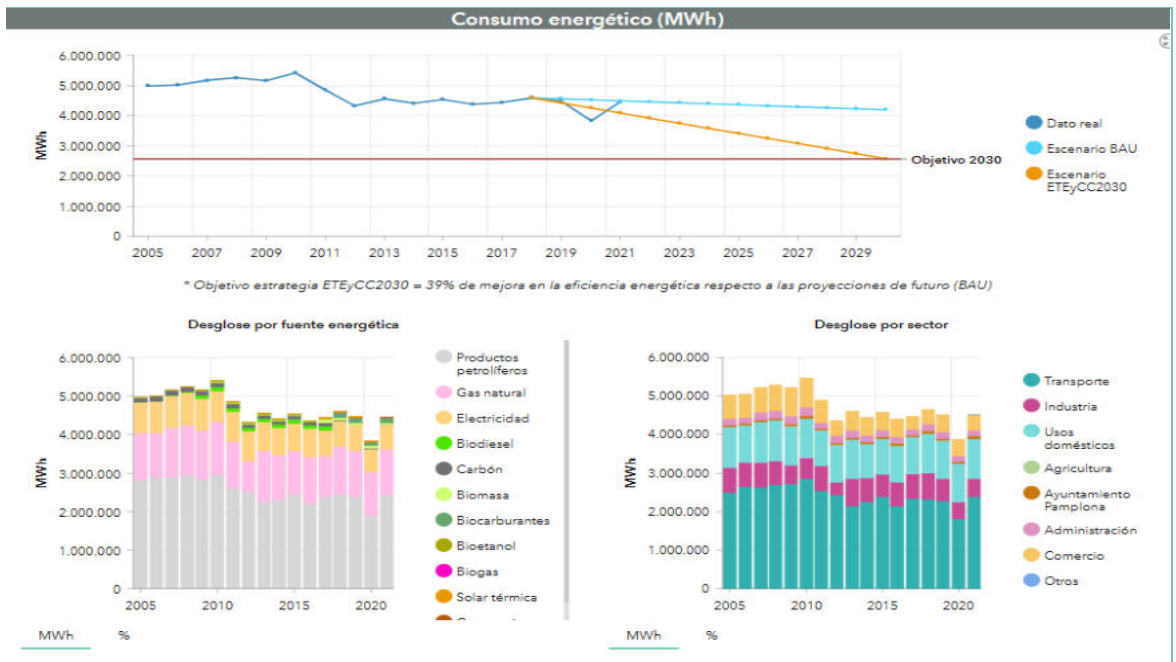 Consumo energético (MWh)
6.000.000
5.000.000
4.000.000
3.000.000
2.000.000
1.000.000
0
MWh
2005
2007
2009
2011
2013
2015
2017
2019
2021
2023
2025
2027
2029
Objetivo 2030
Dato real
Escenario BAU
Escenario
ETEyCC2030
* Objetivo estrategia ETEyCC2030 = 39% de mejora en la eficiencia energética respecto a las proyecciones de futuro (BAU)
Desglose por fuente energética
6.000.000
5.000.000
4.000.000
3.000.000
2.000.000
1.000.000
0
MWh
2005
2010
2015
2020
Productos
petrolíferos
Gas natural
Electricidad
Biodiesel
Carbón
Biomasa
Biocarburantes
Bioetanol
Biogas
Solar térmica
MWh %
Desglose por sector
6.000.000
5.000.000
4.000.000
3.000.000
2.000.000
1.000.000
0
MWh
2005
2010
2015
2020
Transporte
Industria
Usos
domésticos
Agricultura
Ayuntamiento
Pamplona
Administración
Comercio
Otros
MWh %